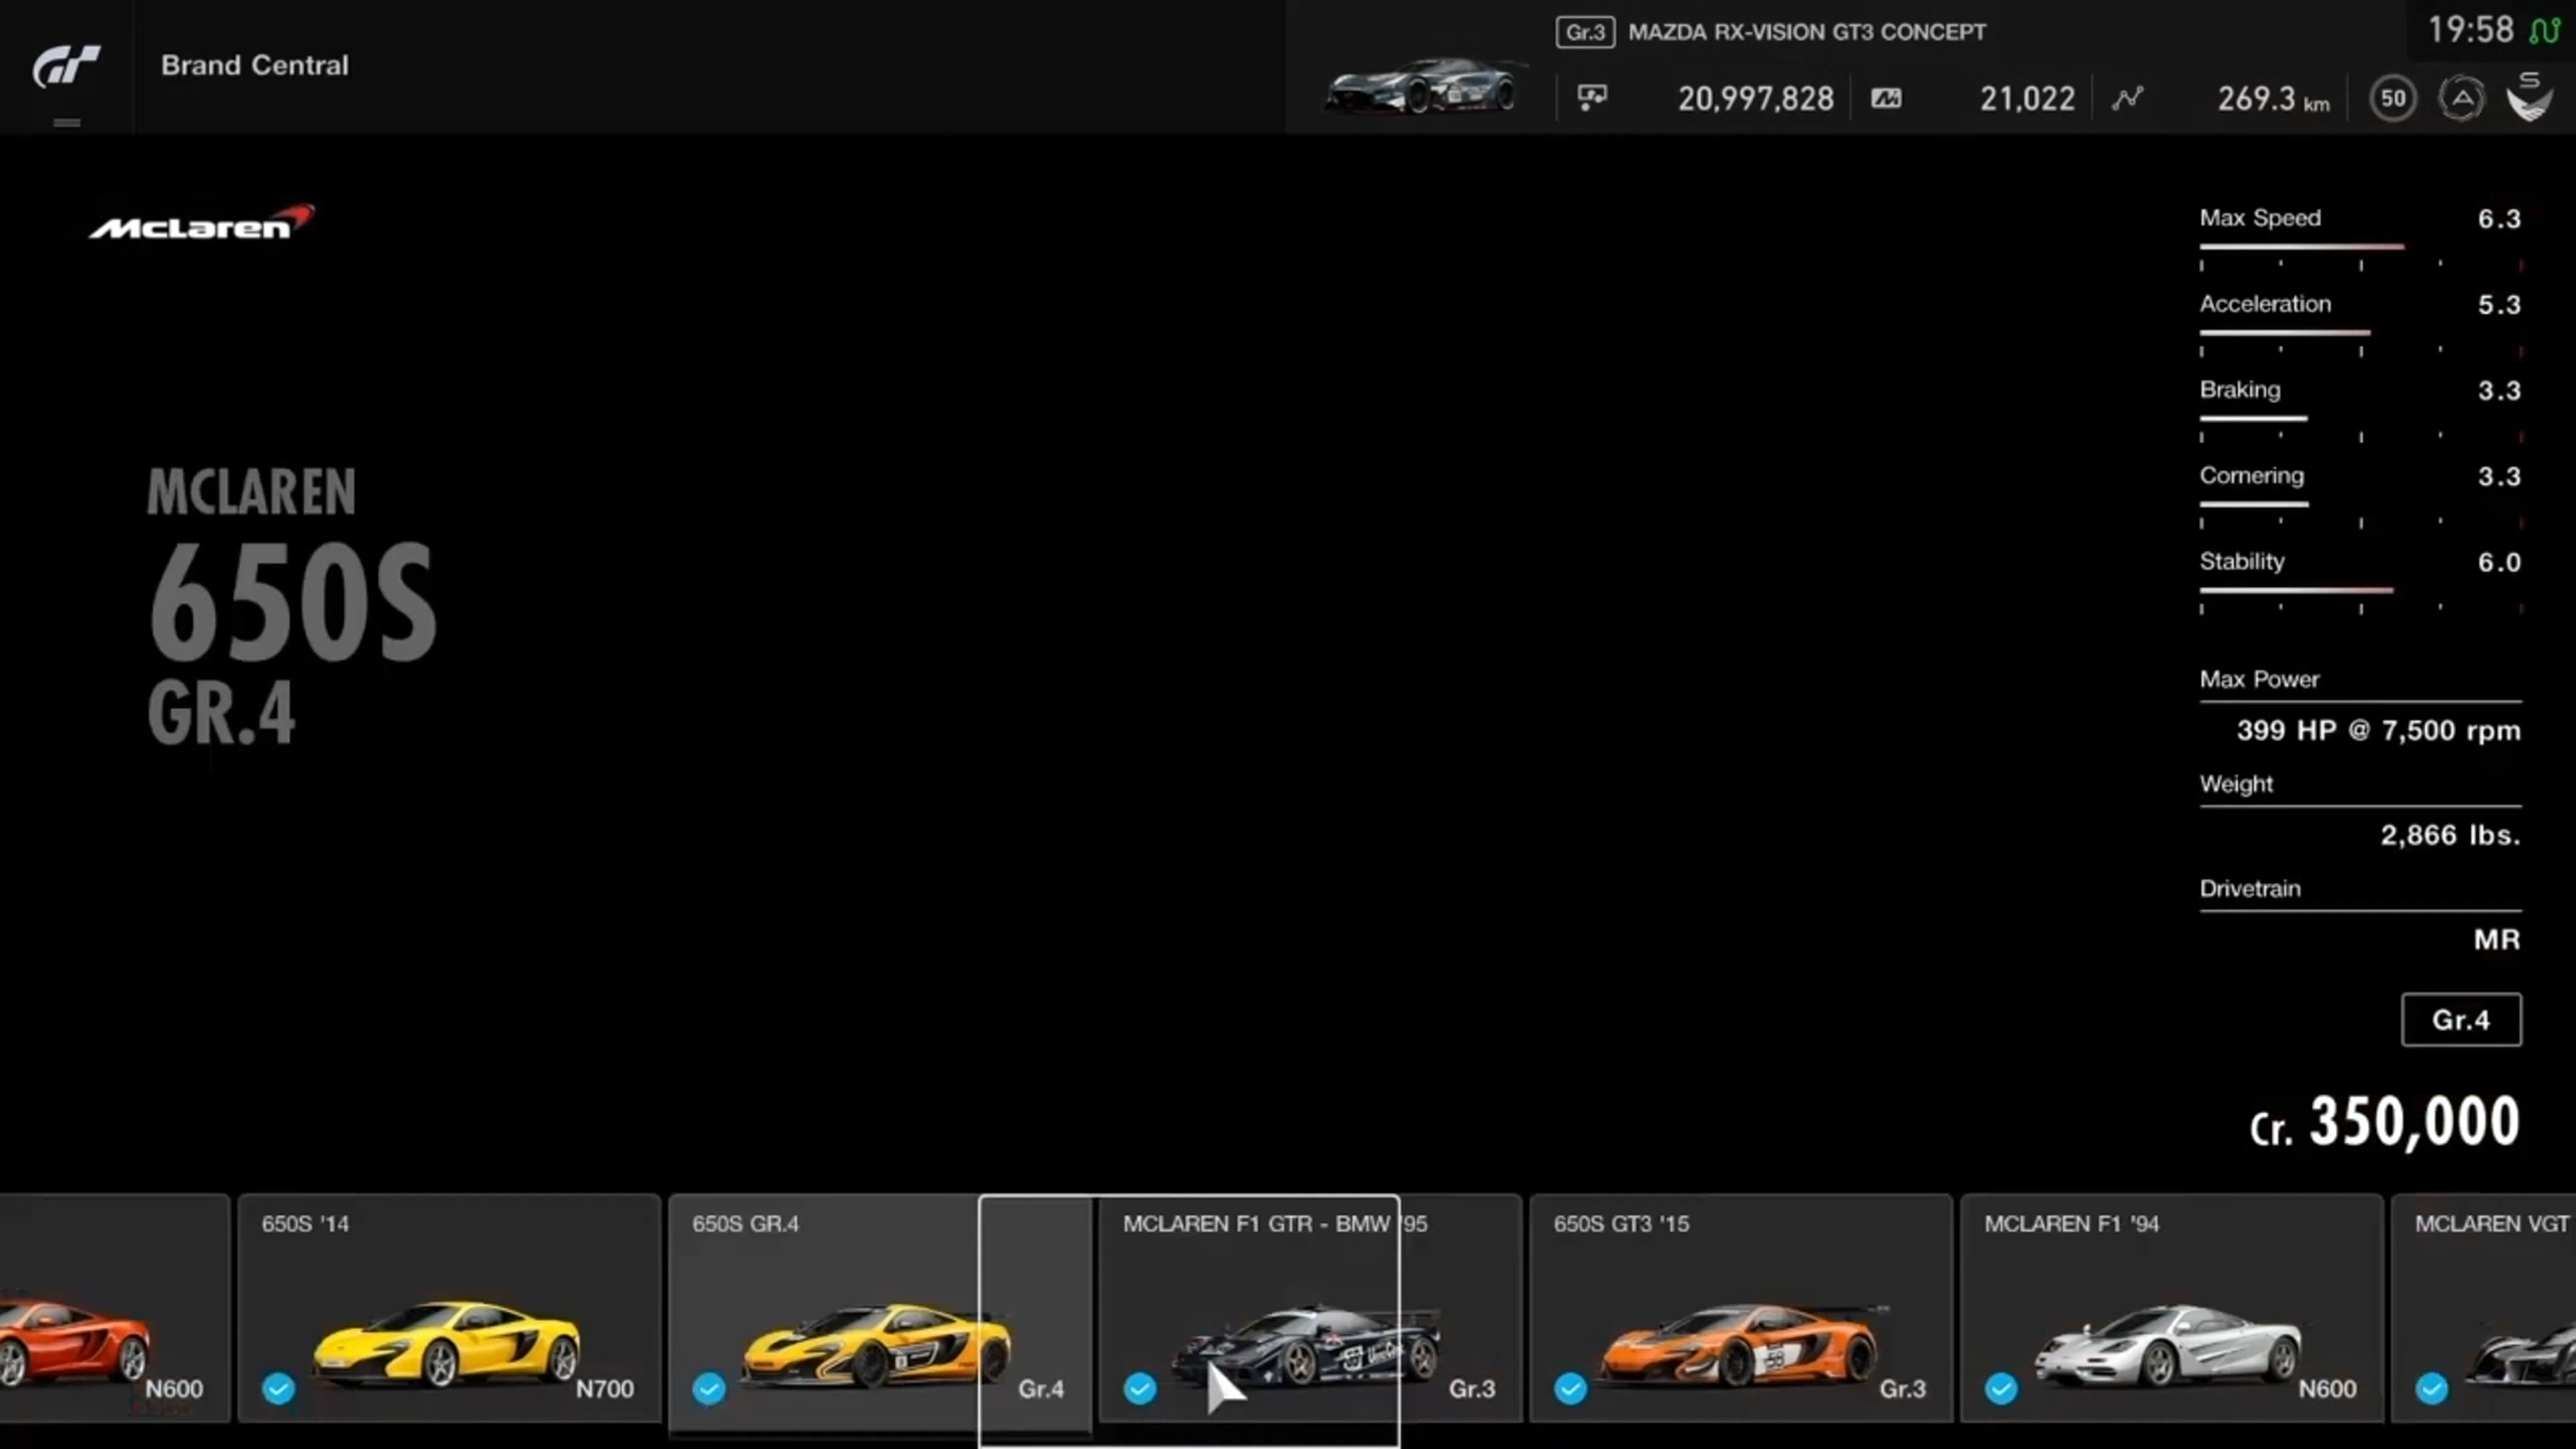 Brand Central
Gr.3 MAZDA RX-VISION GT3 CONCEPT
19:58
20,997,828
21,022
269.3 km
50
A
S
McLaren
MCLAREN
650S
GR.4
Max Speed 6.3
Acceleration 5.3
Braking 3.3
Cornering 3.3
Stability 6.0
Max Power
399 HP @ 7,500 rpm
Weight
2,866 lbs.
Drivetrain
MR
Gr.4
Cr. 350,000
N600
650S '14
N700
650S GR.4
Gr.4
MCLAREN F1 GTR - BMW '95
Gr.3
650S GT3 '15
Gr.3
MCLAREN F1 '94
N600
MCLAREN VGT